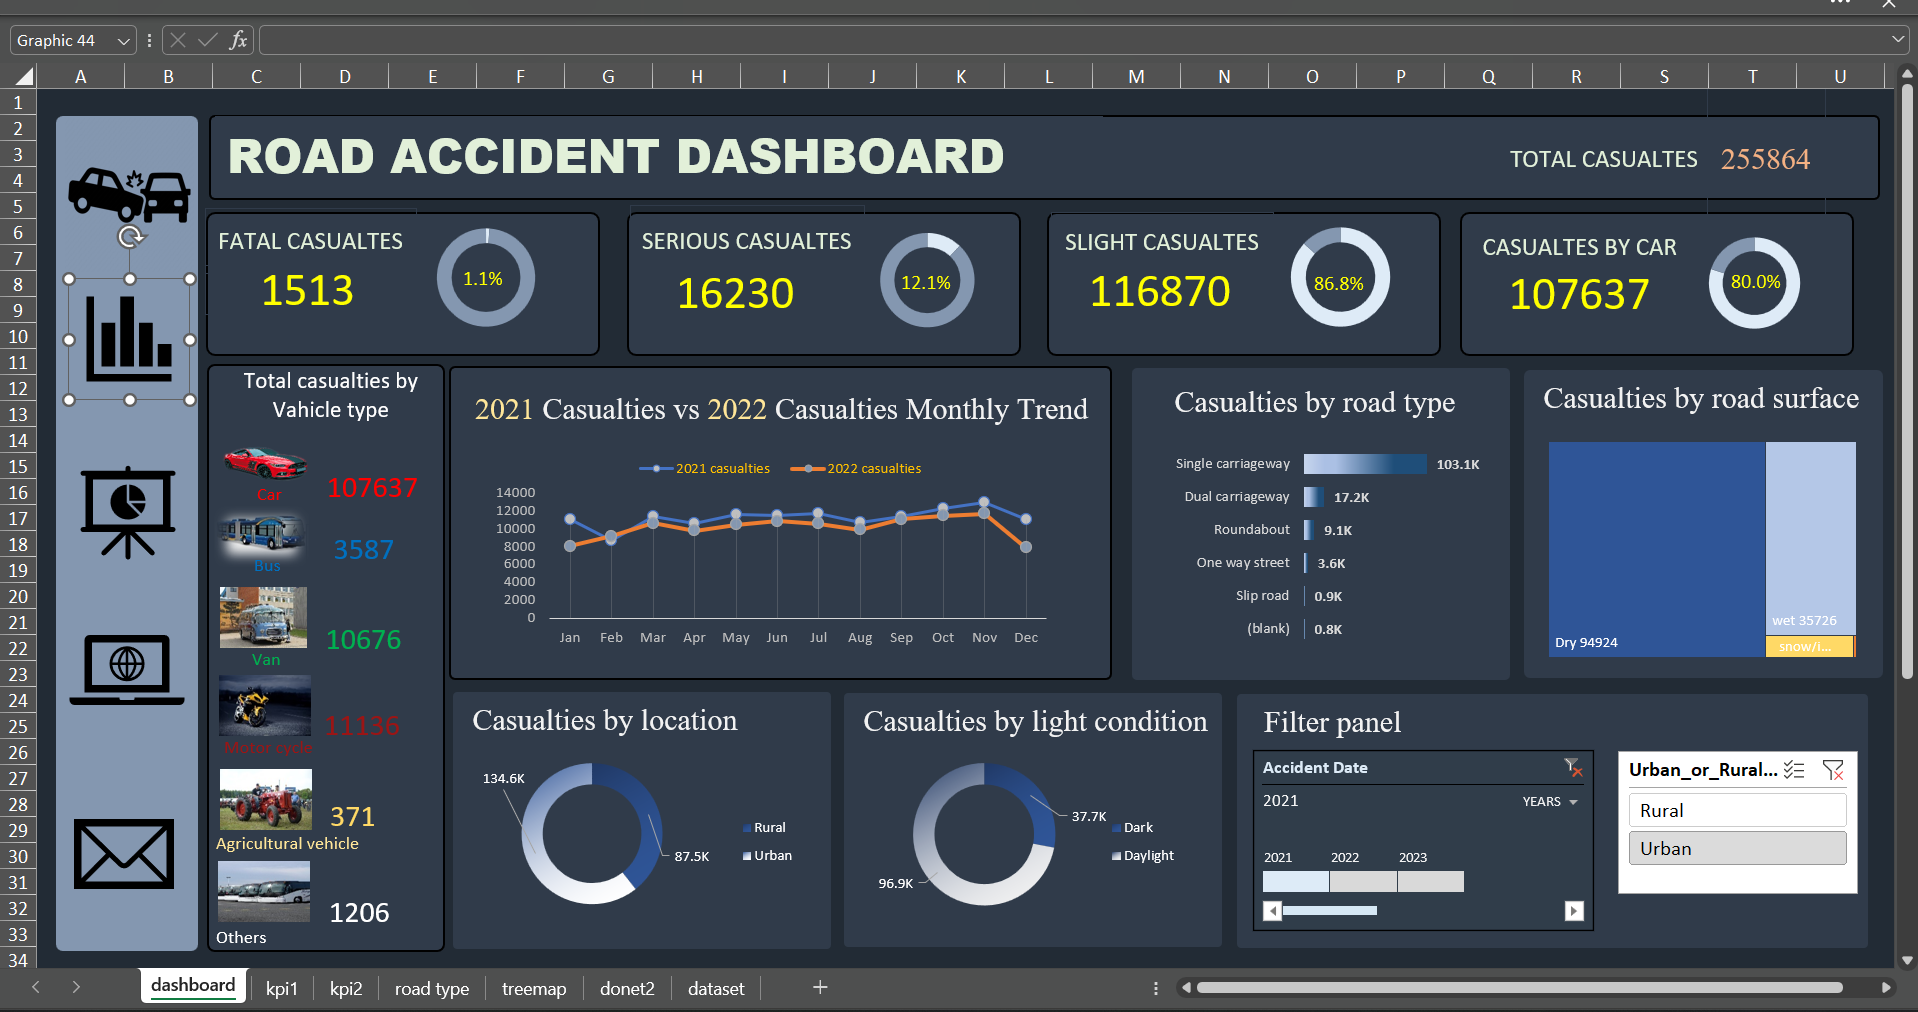 Graphic 44
fx
A B C D E F G H I J K L M N O P Q R S T U
1
2
3
4
5
6
7
8
9
10
11
12
13
14
15
16
17
18
19
20
21
22
23
24
25
26
27
28
29
30
31
32
33
34
ROAD ACCIDENT DASHBOARD
TOTAL CASUALTES 255864
FATAL CASUALTES
1513
1.1%
SERIOUS CASUALTES
16230
12.1%
SLIGHT CASUALTES
116870
86.8%
CASUALTES BY CAR
107637
80.0%
Total casualties by
Vahicle type
Car
107637
Bus
3587
Van
10676
Motor cycle
11136
Agricultural vehicle
371
Others
1206
2021 Casualties vs 2022 Casualties Monthly Trend
2021 casualties 2022 casualties
14000
12000
10000
8000
6000
4000
2000
0
Jan Feb Mar Apr May Jun Jul Aug Sep Oct Nov Dec
Casualties by road type
Single carriageway 103.1K
Dual carriageway 17.2K
Roundabout 9.1K
One way street 3.6K
Slip road 0.9K
(blank) 0.8K
Casualties by road surface
Dry 94924
wet 35726
snow/i...
Casualties by location
134.6K
87.5K
Rural
Urban
Casualties by light condition
37.7K
96.9K
Dark
Daylight
Filter panel
Accident Date
2021 YEARS
2021 2022 2023
Urban_or_Rural...
Rural
Urban
dashboard kpi1 kpi2 road type treemap donet2 dataset